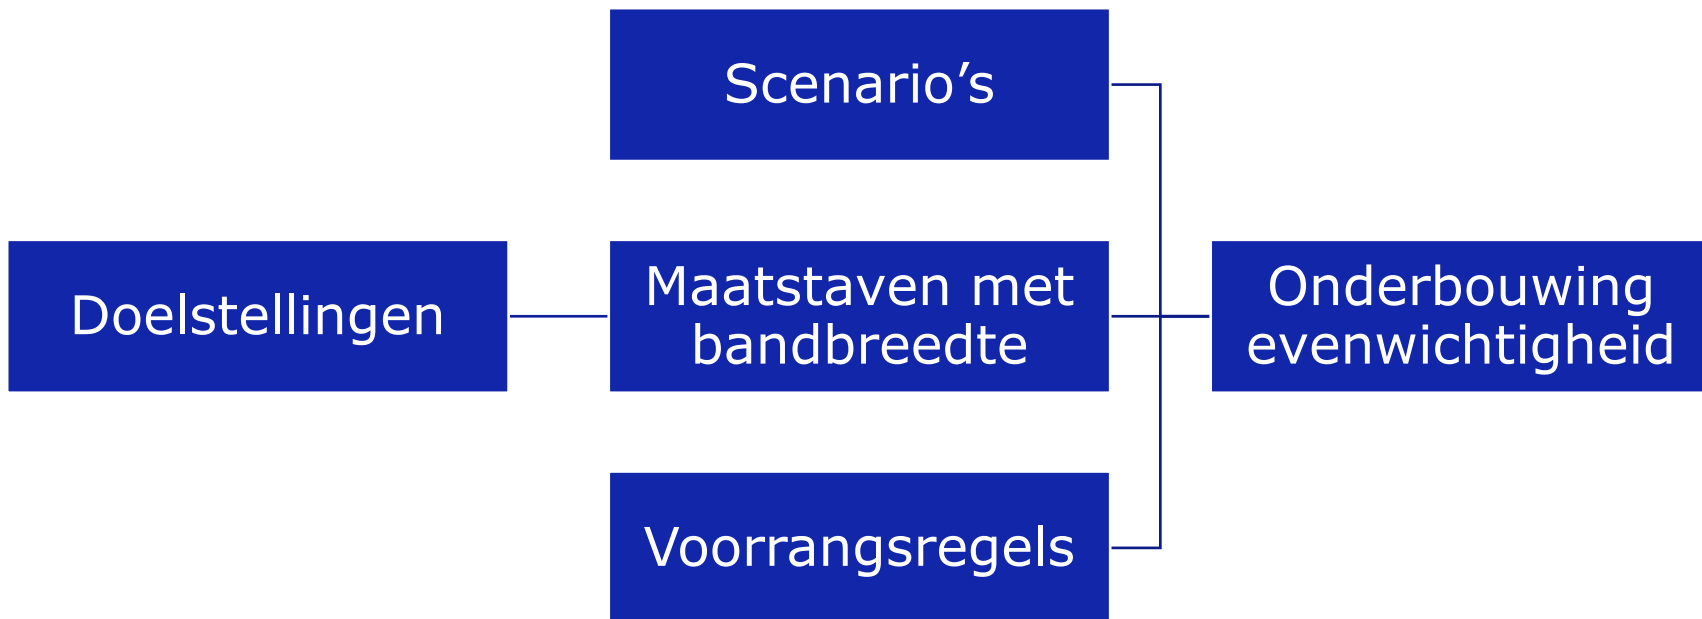 Scenario’s
Doelstellingen
Maatstaven met
bandbreedte
Onderbouwing
evenwichtigheid
Voorrangsregels